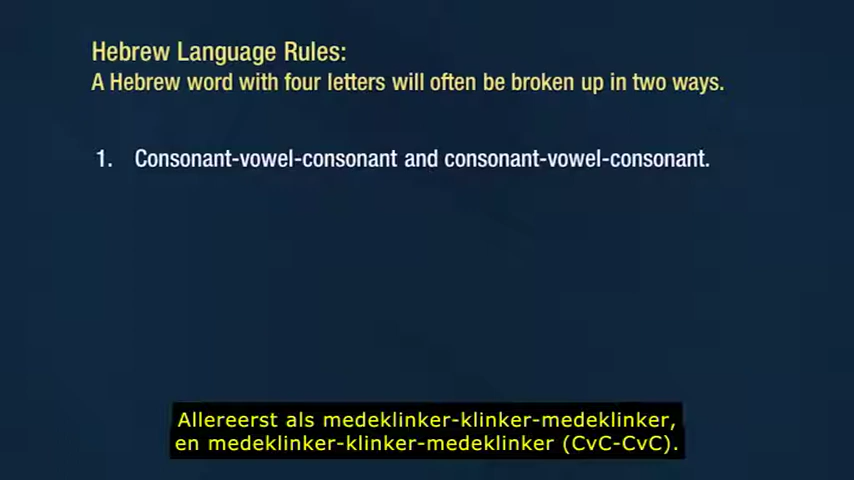 Hebrew Language Rules:
A Hebrew word with four letters will often be broken up in two ways.
1. Consonant-vowel-consonant and consonant-vowel-consonant.
Allereerst als medeklinker-klinker-medeklinker,
en medeklinker-klinker-medeklinker (CvC-CvC).